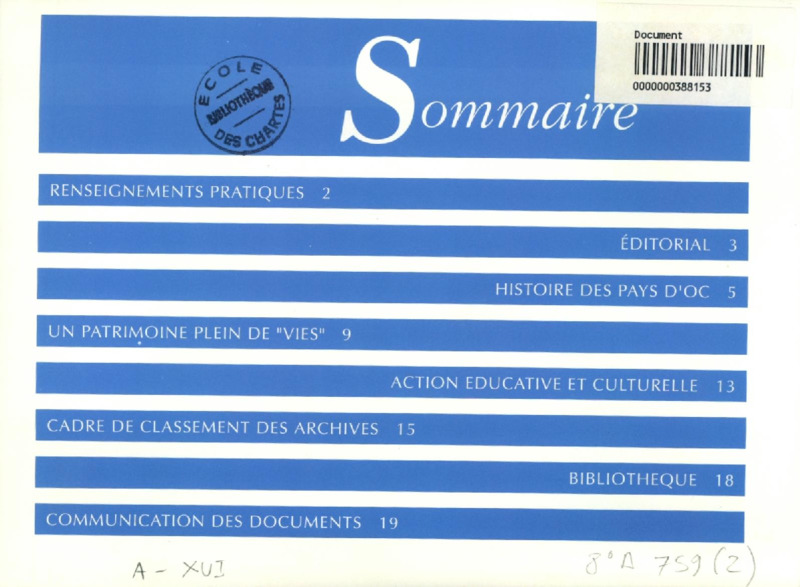 Document
0000000388153
ECOLE
BIBLIOTHÈQUE
DES CHARTES
Sommaire
RENSEIGNEMENTS PRATIQUES 2
ÉDITORIAL 3
HISTOIRE DES PAYS D'OC 5
UN PATRIMOINE PLEIN DE "VIES" 9
ACTION EDUCATIVE ET CULTURELLE 13
CADRE DE CLASSEMENT DES ARCHIVES 15
BIBLIOTHEQUE 18
COMMUNICATION DES DOCUMENTS 19
A - XVI
8° A 759 (2)